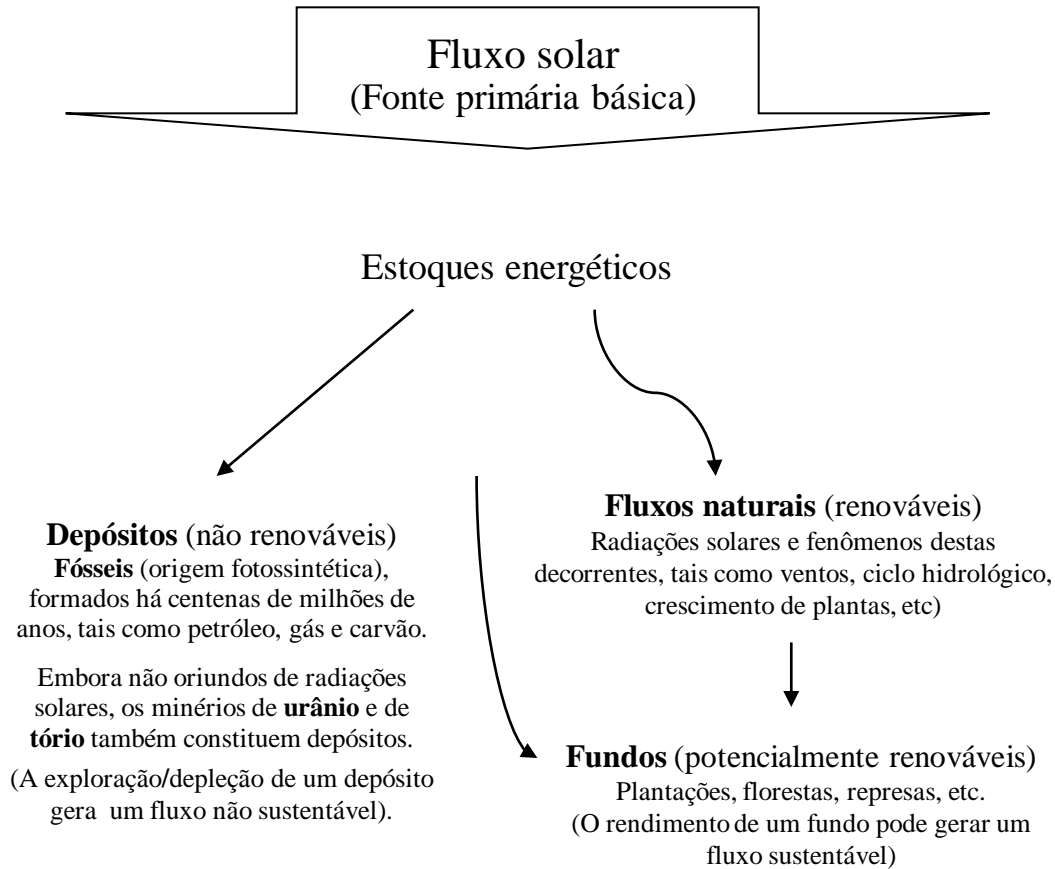 Fluxo solar
(Fonte primária básica)
Estoques energéticos
Depósitos (não renováveis)
Fósseis (origem fotossintética),
formados há centenas de milhões de
anos, tais como petróleo, gás e carvão.
Embora não oriundos de radiações
solares, os minérios de urânio e de
tório também constituem depósitos.
(A exploração/depleção de um depósito
gera um fluxo não sustentável).
Fluxos naturais (renováveis)
Radiações solares e fenômenos destas
decorrentes, tais como ventos, ciclo hidrológico,
crescimento de plantas, etc)
Fundos (potencialmente renováveis)
Plantações, florestas, represas, etc.
(O rendimento de um fundo pode gerar um
fluxo sustentável)